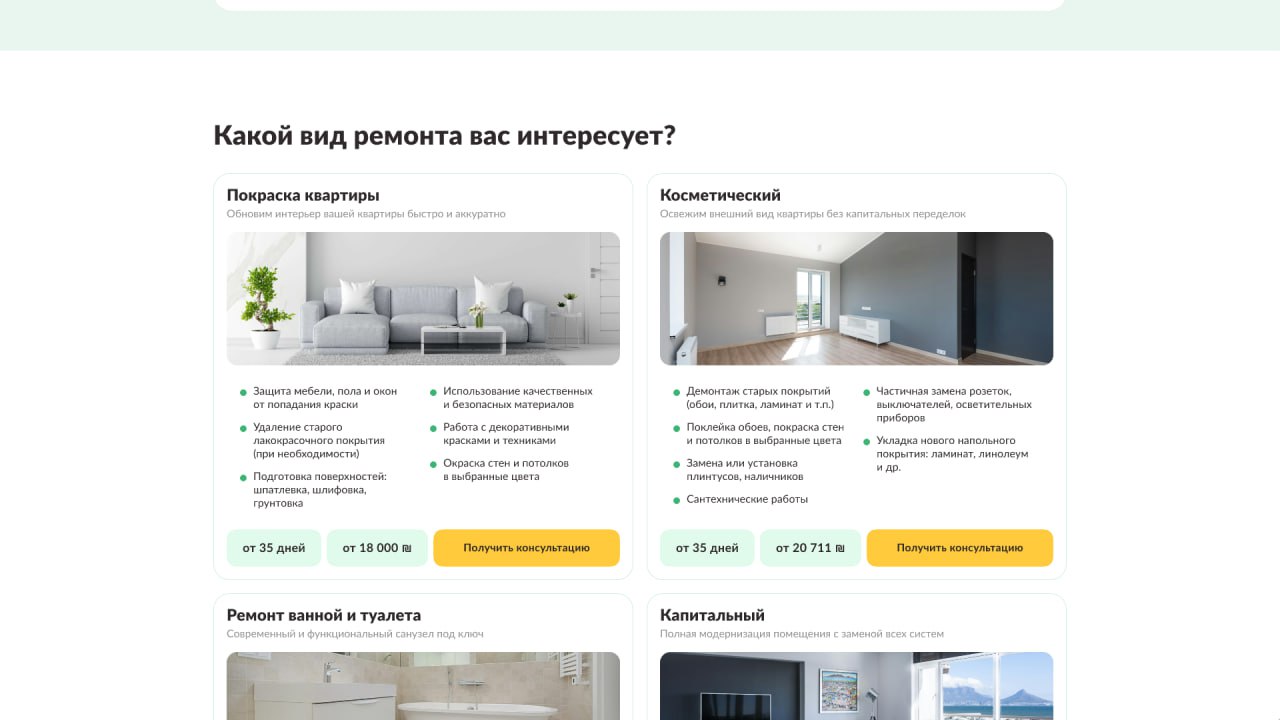 Какой вид ремонта вас интересует?
Покраска квартиры
Обновим интерьер вашей квартиры быстро и аккуратно
Защита мебели, пола и окон
от попадания краски
Удаление старого
лакокрасочного покрытия
(при необходимости)
Подготовка поверхностей:
шпатлевка, шлифовка,
грунтовка
Использование качественных
и безопасных материалов
Работа с декоративными
красками и техниками
Окраска стен и потолков
в выбранные цвета
от 35 дней
от 18 000 ₪
Получить консультацию
Косметический
Освежим внешний вид квартиры без капитальных переделок
Демонтаж старых покрытий
(обои, плитка, ламинат и т.п.)
Поклейка обоев, покраска стен
и потолков в выбранные цвета
Замена или установка
плинтусов, наличников
Сантехнические работы
Частичная замена розеток,
выключателей, осветительных
приборов
Укладка нового напольного
покрытия: ламинат, линолеум
и др.
от 35 дней
от 20 711 ₪
Получить консультацию
Ремонт ванной и туалета
Современный и функциональный санузел под ключ
Капитальный
Полная модернизация помещения с заменой всех систем